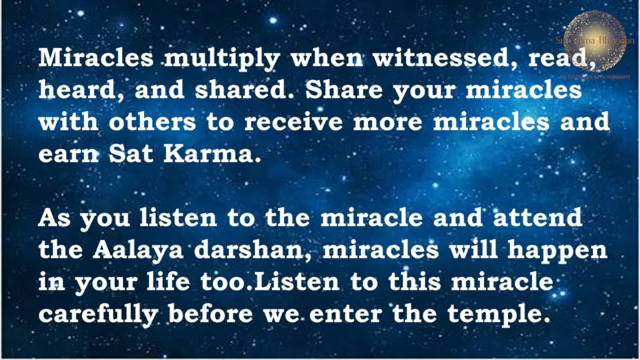 Miracles multiply when witnessed, read,
heard, and shared. Share your miracles
with others to receive more miracles and
earn Sat Karma.
As you listen to the miracle and attend
the Aalaya darshan, miracles will happen
in your life too.Listen to this miracle
carefully before we enter the temple.